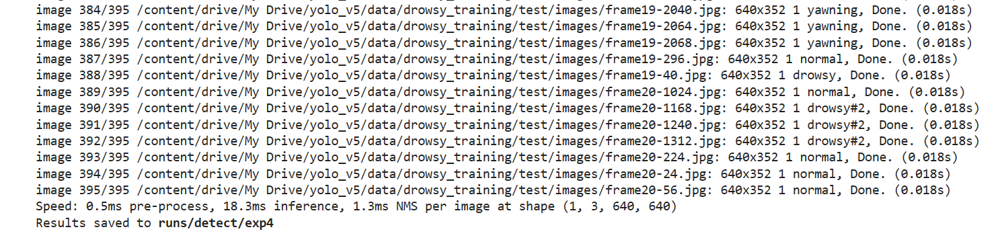 image 384/395 /content/drive/My Drive/yolo_v5/data/drowsy_training/test/images/frame19-2040.jpg: 640x352 1 yawning, Done. (0.018s)
image 385/395 /content/drive/My Drive/yolo_v5/data/drowsy_training/test/images/frame19-2064.jpg: 640x352 1 yawning, Done. (0.018s)
image 386/395 /content/drive/My Drive/yolo_v5/data/drowsy_training/test/images/frame19-2068.jpg: 640x352 1 yawning, Done. (0.018s)
image 387/395 /content/drive/My Drive/yolo_v5/data/drowsy_training/test/images/frame19-296.jpg: 640x352 1 normal, Done. (0.018s)
image 388/395 /content/drive/My Drive/yolo_v5/data/drowsy_training/test/images/frame19-40.jpg: 640x352 1 drowsy, Done. (0.018s)
image 389/395 /content/drive/My Drive/yolo_v5/data/drowsy_training/test/images/frame20-1024.jpg: 640x352 1 normal, Done. (0.018s)
image 390/395 /content/drive/My Drive/yolo_v5/data/drowsy_training/test/images/frame20-1168.jpg: 640x352 1 drowsy#2, Done. (0.018s)
image 391/395 /content/drive/My Drive/yolo_v5/data/drowsy_training/test/images/frame20-1240.jpg: 640x352 1 drowsy#2, Done. (0.018s)
image 392/395 /content/drive/My Drive/yolo_v5/data/drowsy_training/test/images/frame20-1312.jpg: 640x352 1 drowsy#2, Done. (0.018s)
image 393/395 /content/drive/My Drive/yolo_v5/data/drowsy_training/test/images/frame20-224.jpg: 640x352 1 normal, Done. (0.018s)
image 394/395 /content/drive/My Drive/yolo_v5/data/drowsy_training/test/images/frame20-24.jpg: 640x352 1 normal, Done. (0.018s)
image 395/395 /content/drive/My Drive/yolo_v5/data/drowsy_training/test/images/frame20-56.jpg: 640x352 1 normal, Done. (0.018s)
Speed: 0.5ms pre-process, 18.3ms inference, 1.3ms NMS per image at shape (1, 3, 640, 640)
Results saved to runs/detect/exp4